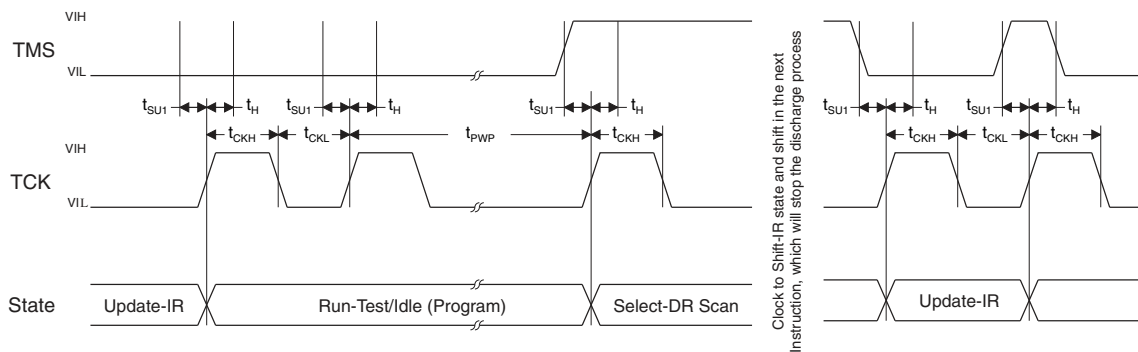 VIH
TMS
VIL
tSU1 tH tSU1 tH tSU1 tH tSU1 tH tSU1 tH
tCKH tCKL tPWP tCKH tCKH tCKL tCKH
VIH
TCK
VIL
State
Update-IR
Run-Test/Idle (Program)
Select-DR Scan
Clock to Shift-IR state and shift in the next
Instruction, which will stop the discharge process
Update-IR